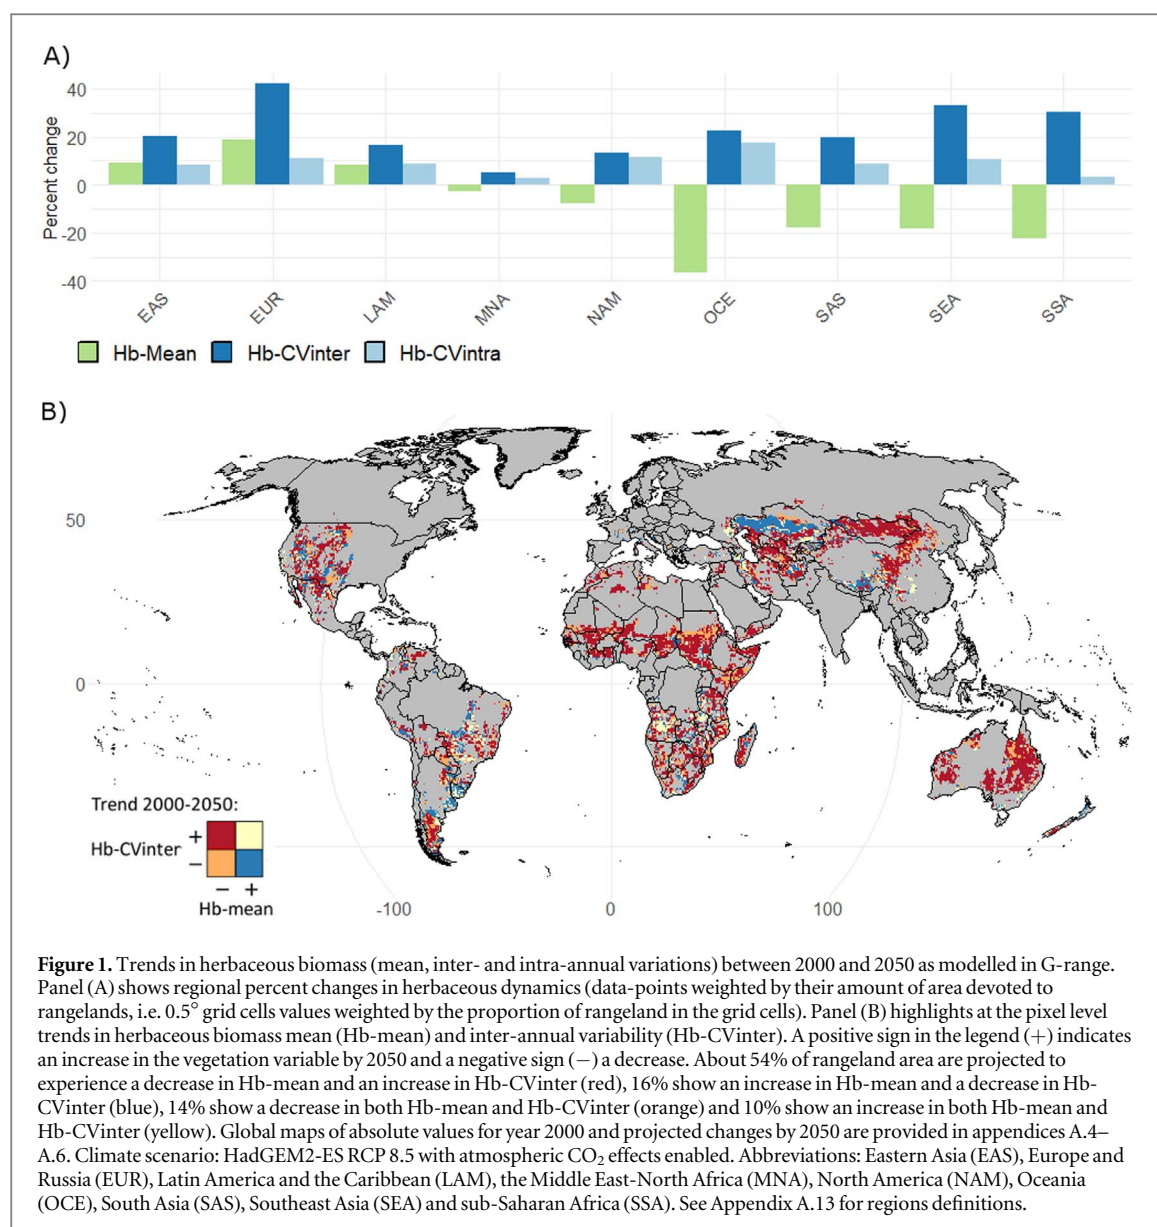 A)
Percent change
40
20
0
-20
-40
EAS EUR LAM MNA NAM OCE SAS SEA SSA
Hb-Mean Hb-CVinter Hb-CVintra
B)
50
0
Trend 2000-2050:
Hb-CVinter + −
− +
Hb-mean
-100 0 100
Figure 1. Trends in herbaceous biomass (mean, inter- and intra-annual variations) between 2000 and 2050 as modelled in G-range.
Panel (A) shows regional percent changes in herbaceous dynamics (data-points weighted by their amount of area devoted to
rangelands, i.e. 0.5° grid cells values weighted by the proportion of rangeland in the grid cells). Panel (B) highlights at the pixel level
trends in herbaceous biomass mean (Hb-mean) and inter-annual variability (Hb-CVinter). A positive sign in the legend (+) indicates
an increase in the vegetation variable by 2050 and a negative sign (−) a decrease. About 54% of rangeland area are projected to
experience a decrease in Hb-mean and an increase in Hb-CVinter (red), 16% show an increase in Hb-mean and a decrease in Hb-
CVinter (blue), 14% show a decrease in both Hb-mean and Hb-CVinter (orange) and 10% show an increase in both Hb-mean and
Hb-CVinter (yellow). Global maps of absolute values for year 2000 and projected changes by 2050 are provided in appendices A.4–
A.6. Climate scenario: HadGEM2-ES RCP 8.5 with atmospheric CO₂ effects enabled. Abbreviations: Eastern Asia (EAS), Europe and
Russia (EUR), Latin America and the Caribbean (LAM), the Middle East-North Africa (MNA), North America (NAM), Oceania
(OCE), South Asia (SAS), Southeast Asia (SEA) and sub-Saharan Africa (SSA). See Appendix A.13 for regions definitions.